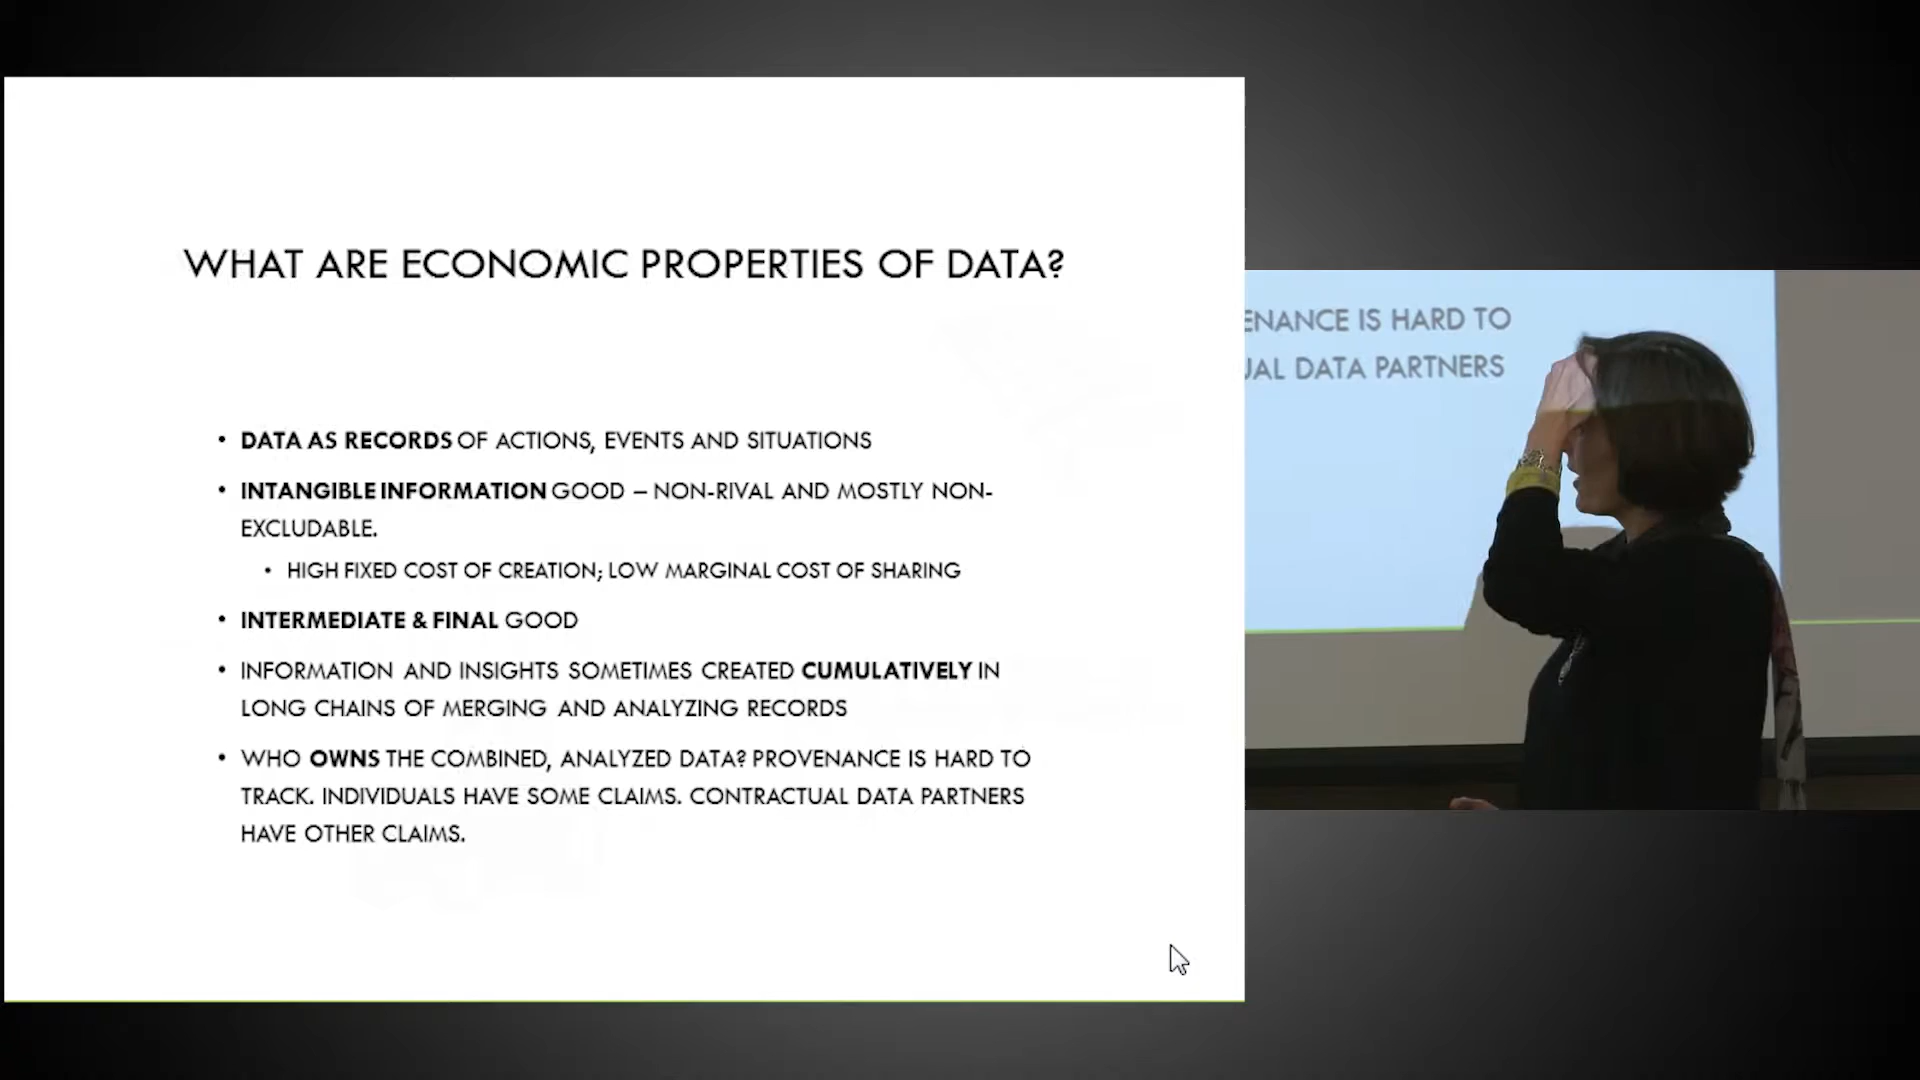 WHAT ARE ECONOMIC PROPERTIES OF DATA?
• DATA AS RECORDS OF ACTIONS, EVENTS AND SITUATIONS
• INTANGIBLE INFORMATION GOOD – NON-RIVAL AND MOSTLY NON-
EXCLUDABLE.
• HIGH FIXED COST OF CREATION; LOW MARGINAL COST OF SHARING
• INTERMEDIATE & FINAL GOOD
• INFORMATION AND INSIGHTS SOMETIMES CREATED CUMULATIVELY IN
LONG CHAINS OF MERGING AND ANALYZING RECORDS
• WHO OWNS THE COMBINED, ANALYZED DATA? PROVENANCE IS HARD TO
TRACK. INDIVIDUALS HAVE SOME CLAIMS. CONTRACTUAL DATA PARTNERS
HAVE OTHER CLAIMS.
ENANCE IS HARD TO
UAL DATA PARTNERS